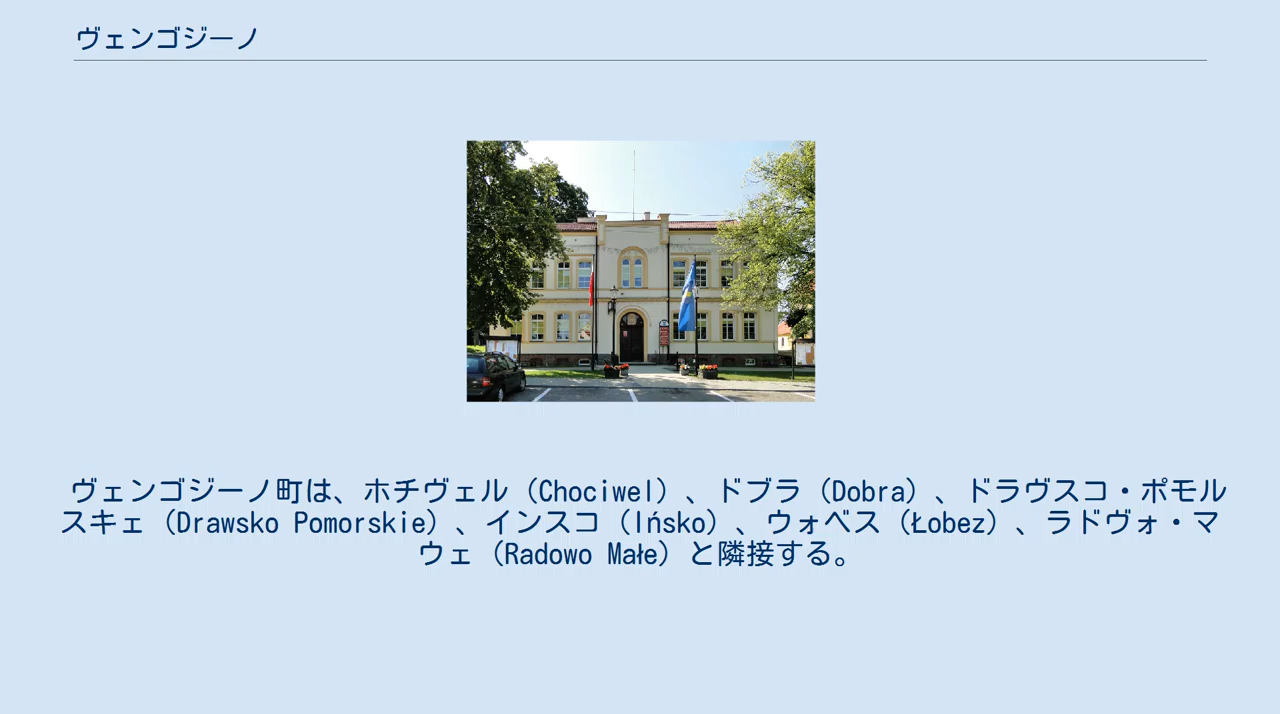 ヴェンゴジーノ
ヴェンゴジーノ町は、ホチヴェル（Chociwel）、ドブラ（Dobra）、ドラヴスコ・ポモル
スキェ（Drawsko Pomorskie）、インスコ（Ińsko）、ウォベス（Łobez）、ラドヴォ・マ
ウェ（Radowo Małe）と隣接する。